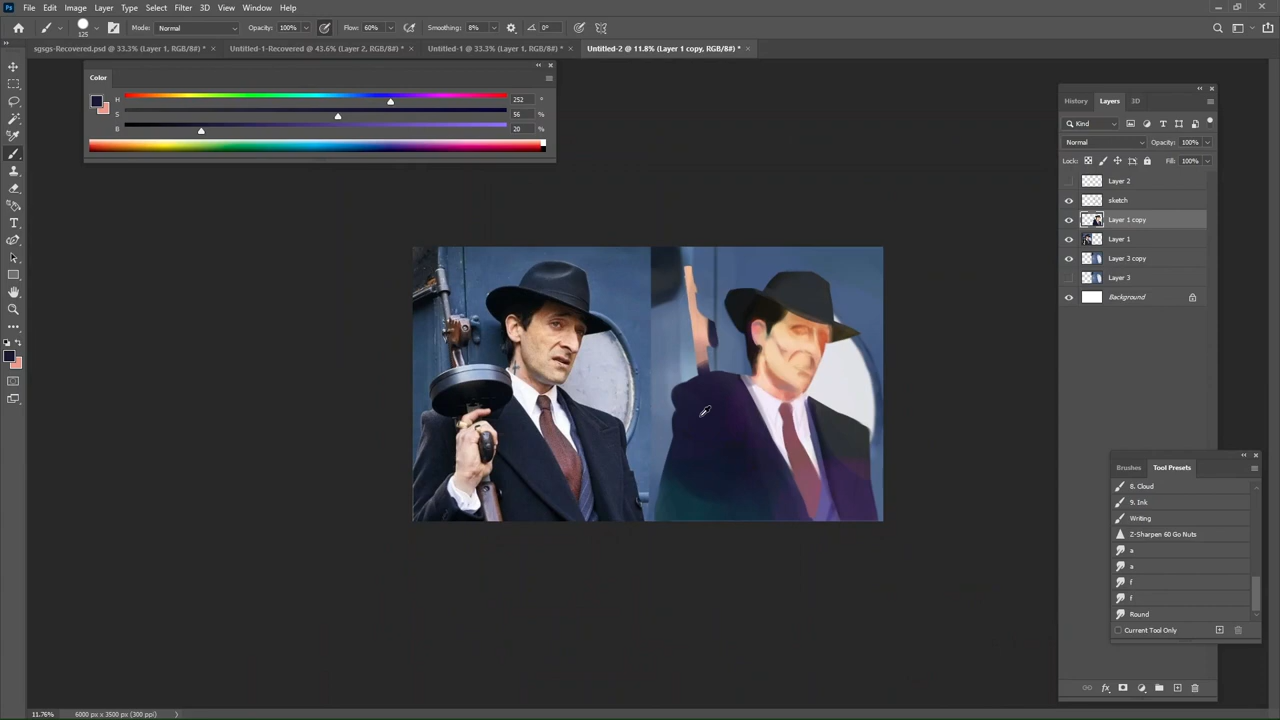 Ps File Edit Image Layer Type Select Filter 3D View Window Help
125 Mode: Normal Opacity: 100% Flow: 60% Smoothing: 8% 0°
sgsgs-Recovered.psd @ 33.3% (Layer 1, RGB/8#) * × Untitled-1-Recovered @ 43.6% (Layer 2, RGB/8#) * × Untitled-1 @ 33.3% (Layer 1, RGB/8#) * × Untitled-2 @ 11.8% (Layer 1 copy, RGB/8#) * ×
Color
H 252 °
S 56 %
B 20 %
History Layers 3D
Kind
Normal Opacity: 100%
Lock: Fill: 100%
Layer 2
sketch
Layer 1 copy
Layer 1
Layer 3 copy
Layer 3
Background
Brushes Tool Presets
8. Cloud
9. Ink
Writing
Z-Sharpen 60 Go Nuts
a
a
f
f
Round
Current Tool Only
fx
11.76% 6000 px x 3500 px (300 ppi)